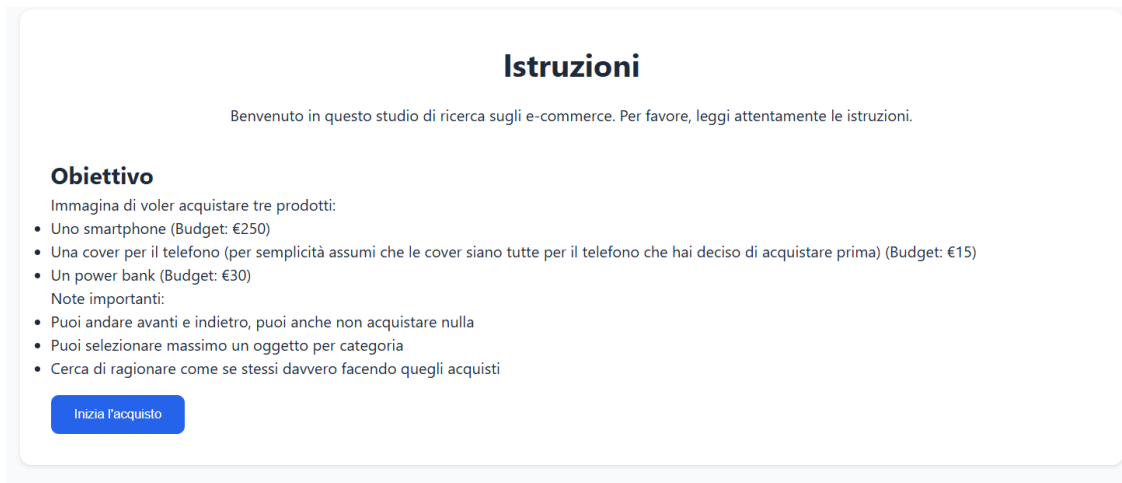 Istruzioni
Benvenuto in questo studio di ricerca sugli e-commerce. Per favore, leggi attentamente le istruzioni.
Obiettivo
Immagina di voler acquistare tre prodotti:
• Uno smartphone (Budget: €250)
• Una cover per il telefono (per semplicità assumi che le cover siano tutte per il telefono che hai deciso di acquistare prima) (Budget: €15)
• Un power bank (Budget: €30)
Note importanti:
• Puoi andare avanti e indietro, puoi anche non acquistare nulla
• Puoi selezionare massimo un oggetto per categoria
• Cerca di ragionare come se stessi davvero facendo quegli acquisti
Inizia l'acquisto